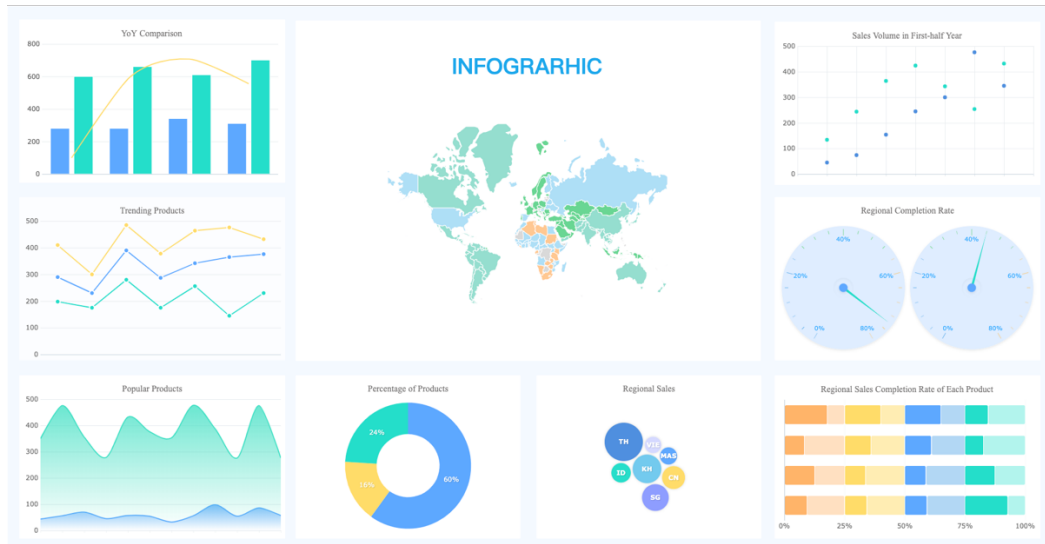 YoY Comparison
800
600
400
200
0
INFOGRARHIC
Sales Volume in First-half Year
500
400
300
200
100
0
Trending Products
500
400
300
200
100
0
Regional Completion Rate
40%
20%
60%
0%
80%
40%
20%
60%
0%
80%
Popular Products
500
400
300
200
100
0
Percentage of Products
24%
16%
60%
Regional Sales
TH
VIE
MAS
ID
KH
CN
SG
Regional Sales Completion Rate of Each Product
0% 25% 50% 75% 100%